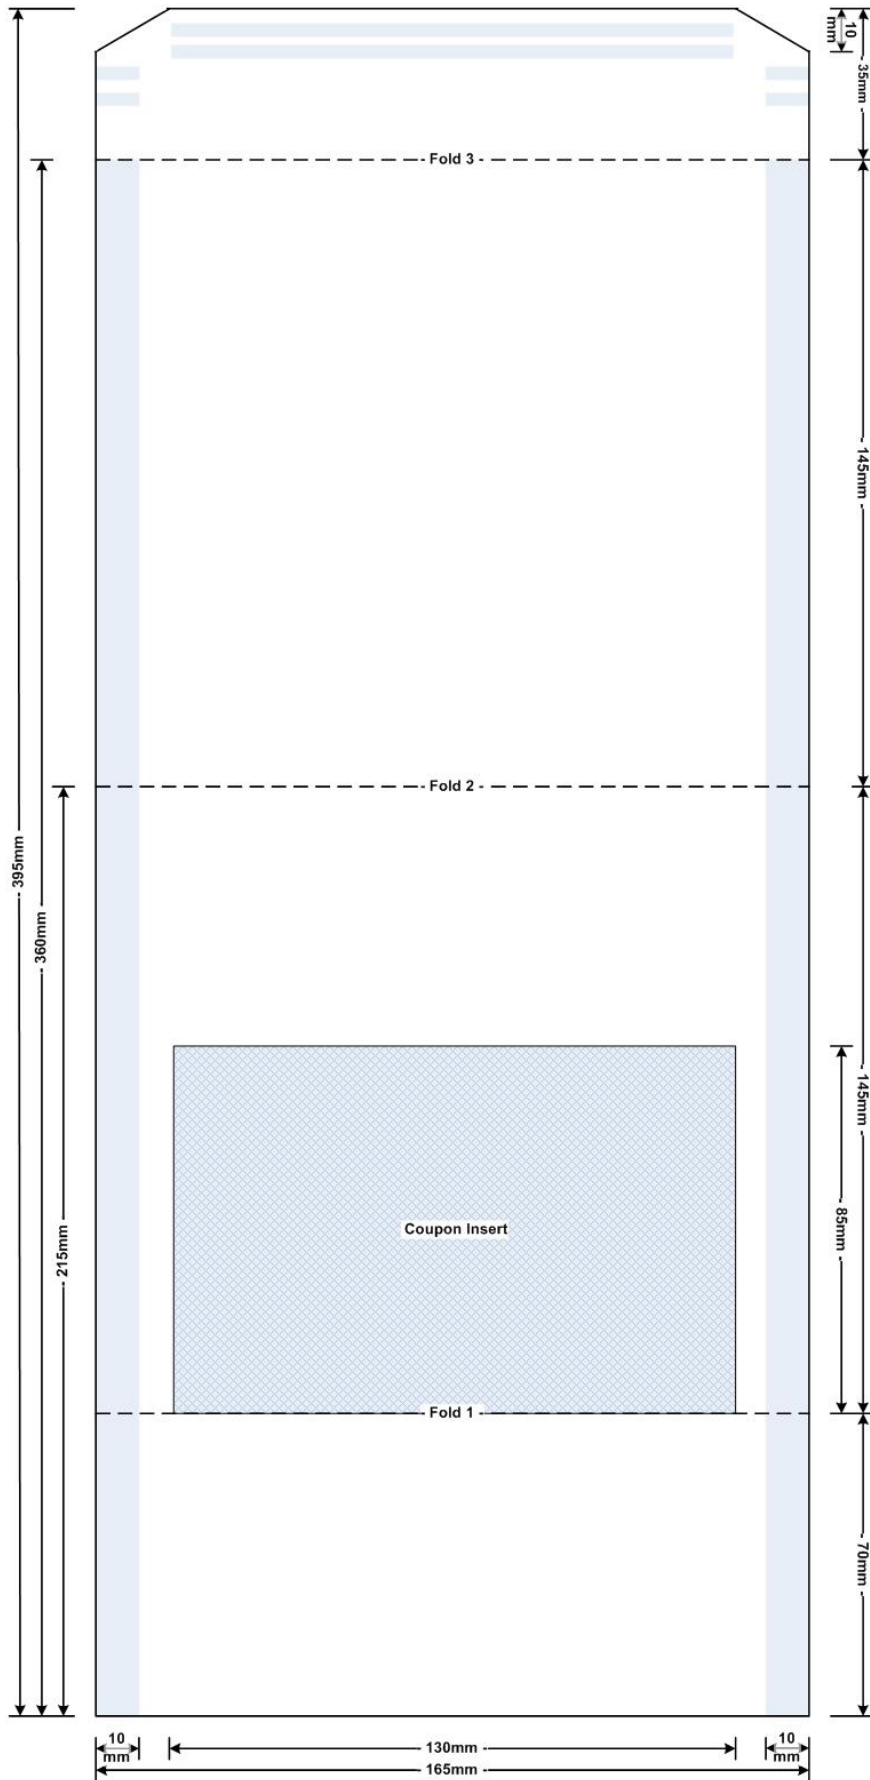 10
mm
- 35mm -
- Fold 3 -
- 145mm -
- Fold 2 -
- 395mm -
- 360mm -
- 145mm -
- 85mm -
Coupon Insert
- 215mm -
- Fold 1 -
- 70mm -
10
mm
- 130mm -
10
mm
- 165mm -